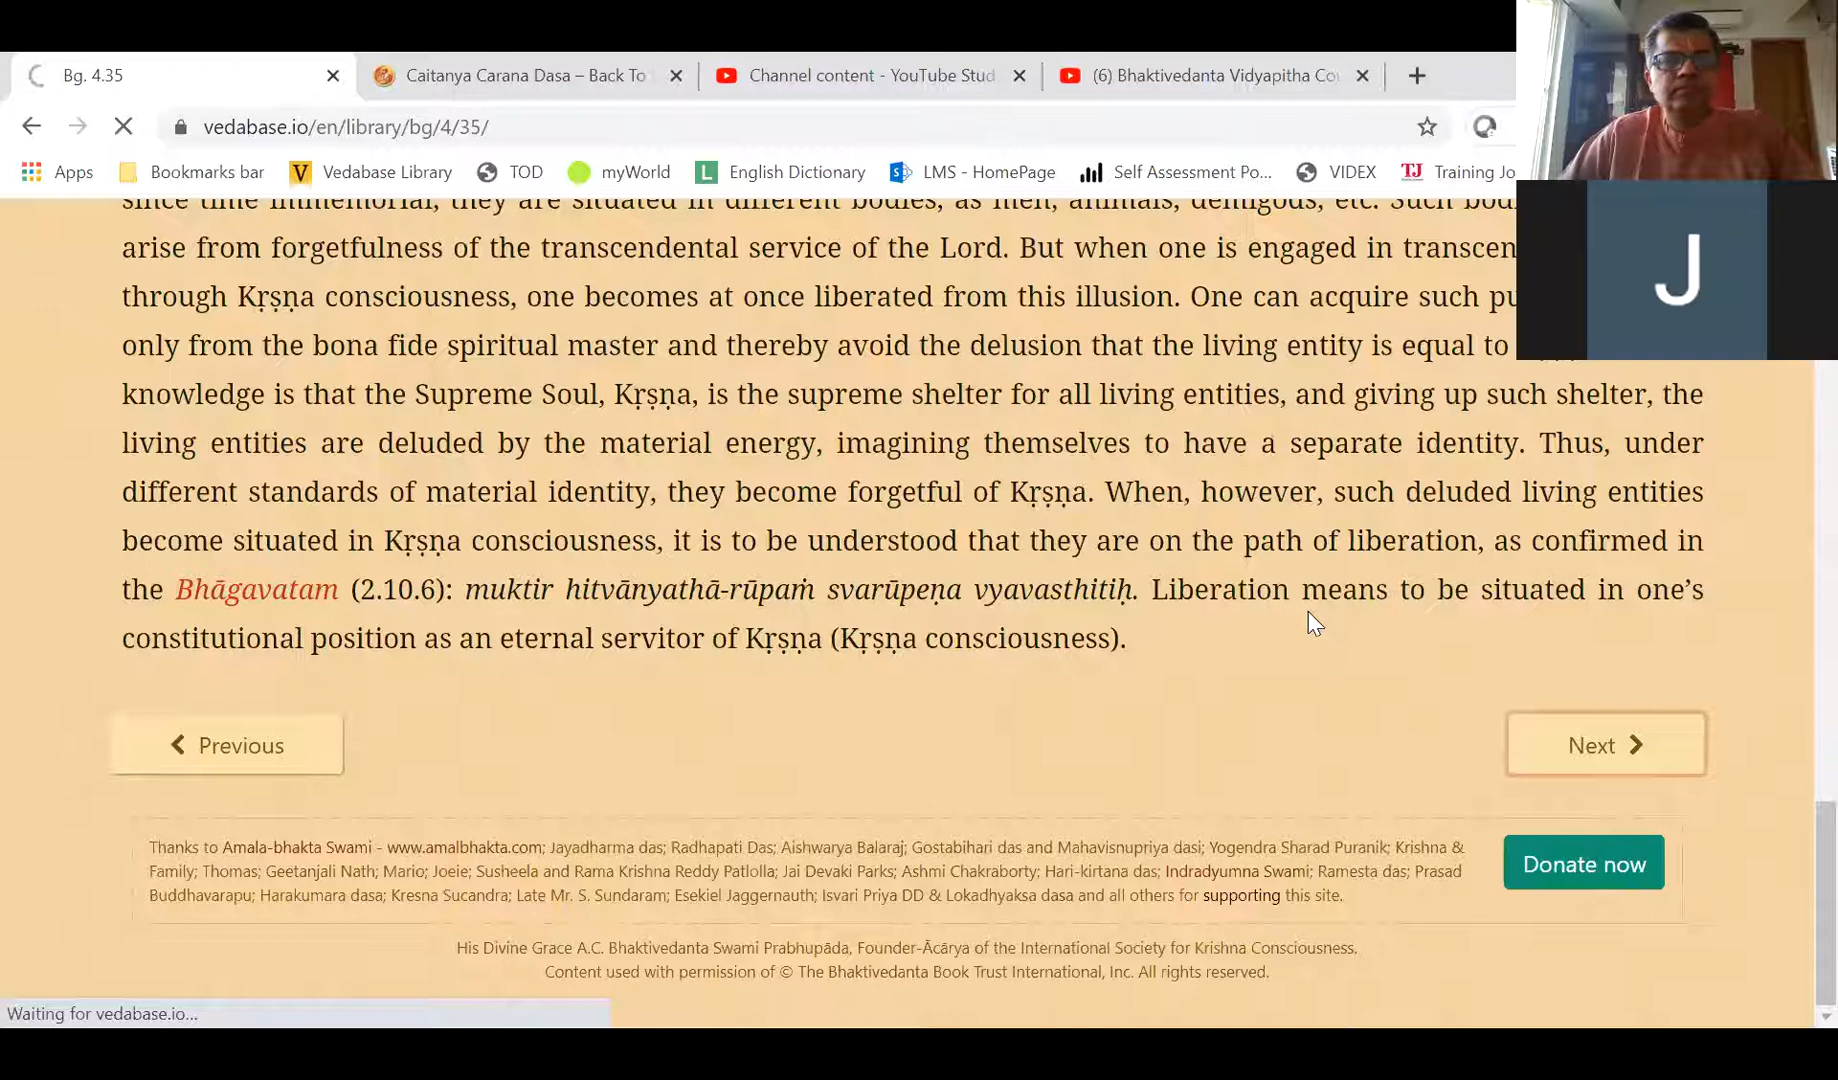 Bg. 4.35
Caitanya Carana Dasa – Back To
Channel content - YouTube Stud
(6) Bhaktivedanta Vidyapitha Co
vedabase.io/en/library/bg/4/35/
Apps
Bookmarks bar
Vedabase Library
TOD
myWorld
English Dictionary
LMS - HomePage
Self Assessment Po...
VIDEX
Training Jo
since time immemorial, they are situated in different bodies, as men, animals, demigods, etc. Such
arise from forgetfulness of the transcendental service of the Lord. But when one is engaged in transcen
through Kṛṣṇa consciousness, one becomes at once liberated from this illusion. One can acquire such pu
only from the bona fide spiritual master and thereby avoid the delusion that the living entity is equal to
knowledge is that the Supreme Soul, Kṛṣṇa, is the supreme shelter for all living entities, and giving up such shelter, the
living entities are deluded by the material energy, imagining themselves to have a separate identity. Thus, under
different standards of material identity, they become forgetful of Kṛṣṇa. When, however, such deluded living entities
become situated in Kṛṣṇa consciousness, it is to be understood that they are on the path of liberation, as confirmed in
the Bhāgavatam (2.10.6): muktir hitvānyathā-rūpaṁ svarūpeṇa vyavasthitiḥ. Liberation means to be situated in one’s
constitutional position as an eternal servitor of Kṛṣṇa (Kṛṣṇa consciousness).
Previous
Next
Thanks to Amala-bhakta Swami - www.amalbhakta.com; Jayadharma das; Radhapati Das; Aishwarya Balaraj; Gostabihari das and Mahavisnupriya dasi; Yogendra Sharad Puranik; Krishna &
Family; Thomas; Geetanjali Nath; Mario; Joeie; Susheela and Rama Krishna Reddy Patlolla; Jai Devaki Parks; Ashmi Chakraborty; Hari-kirtana das; Indradyumna Swami; Ramesta das; Prasad
Buddhavarapu; Harakumara dasa; Kresna Sucandra; Late Mr. S. Sundaram; Esekiel Jaggernauth; Isvari Priya DD & Lokadhyaksa dasa and all others for supporting this site.
Donate now
His Divine Grace A.C. Bhaktivedanta Swami Prabhupāda, Founder-Ācārya of the International Society for Krishna Consciousness.
Content used with permission of © The Bhaktivedanta Book Trust International, Inc. All rights reserved.
Waiting for vedabase.io...
J